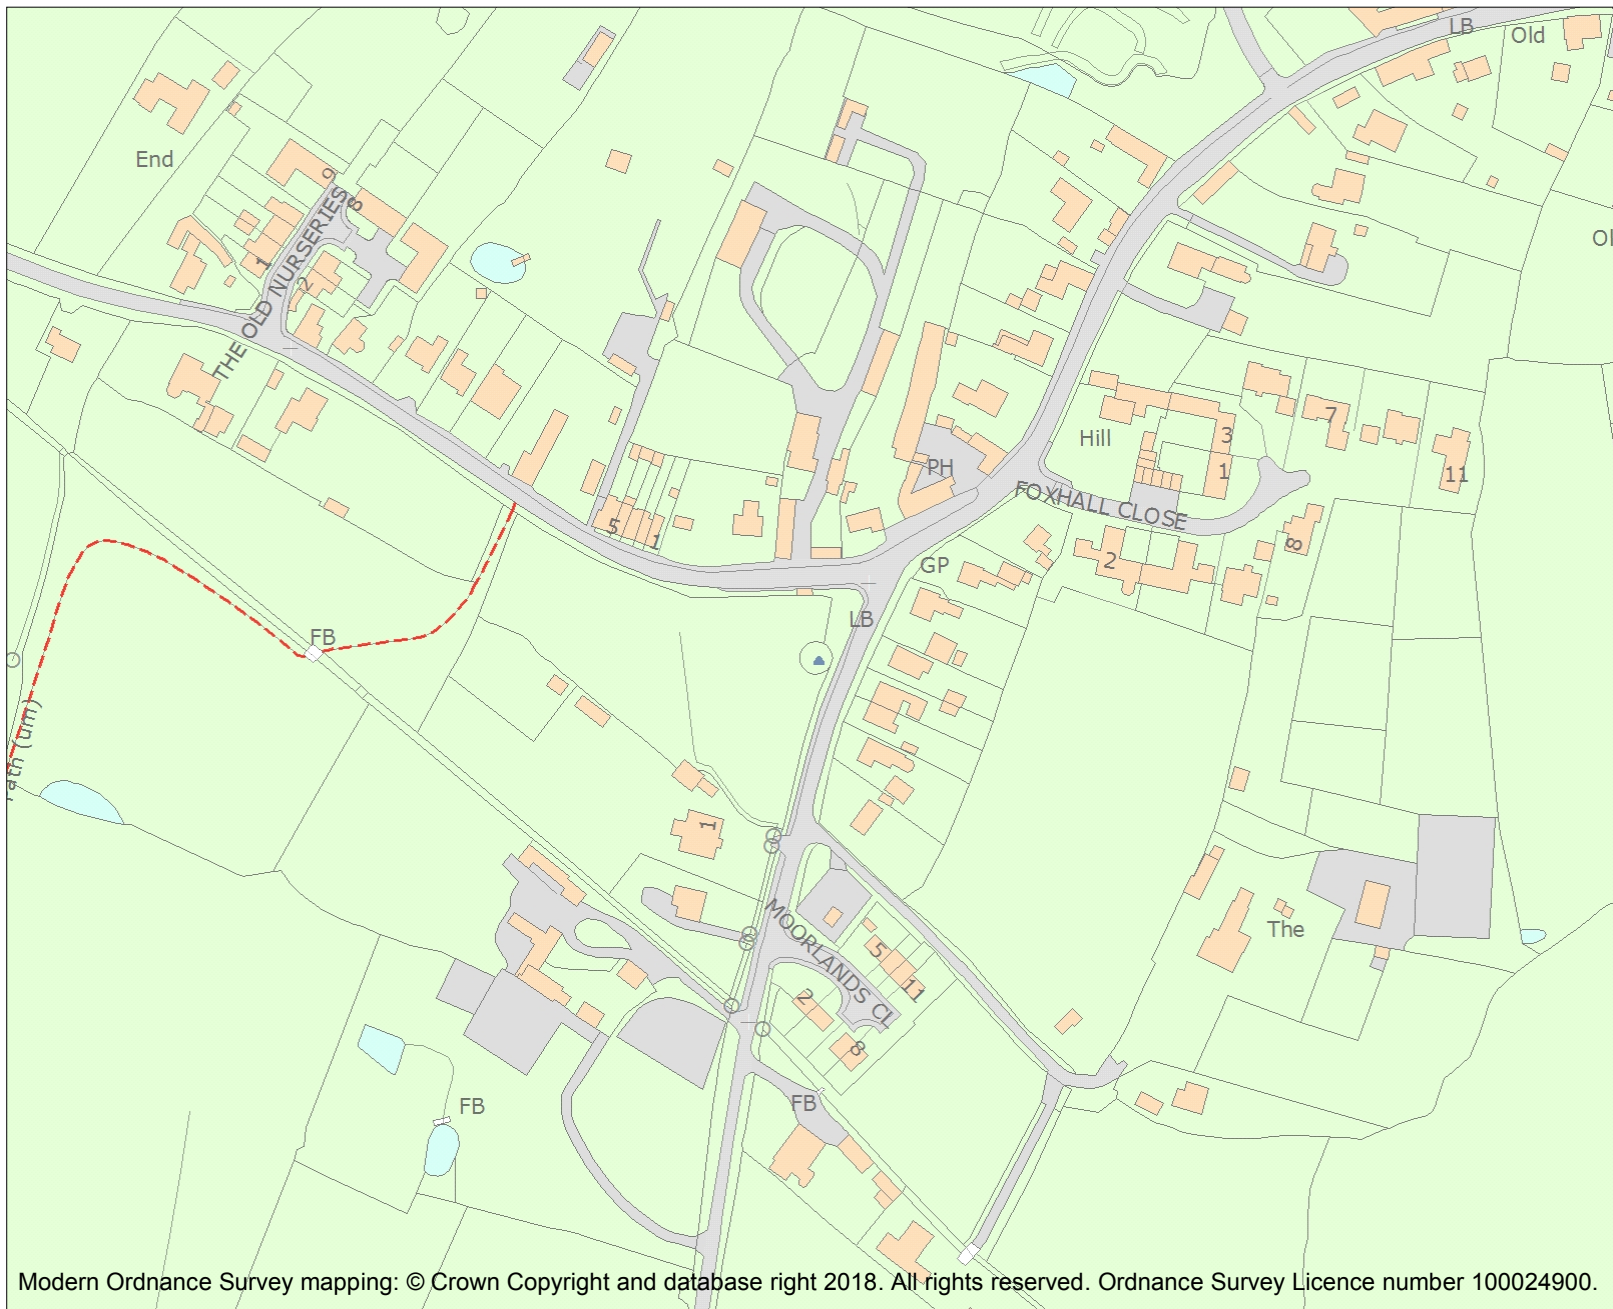 LB
Old
End
9
8
THE OLD NURSERIES
1
2
Hill
3
7
PH
1
11
FOXHALL CLOSE
5
1
8
2
GP
LB
FB
ath (um)
1
The
MOORLANDS CL
5
11
2
8
FB
FB
Modern Ordnance Survey mapping: © Crown Copyright and database right 2018. All rights reserved. Ordnance Survey Licence number 100024900.